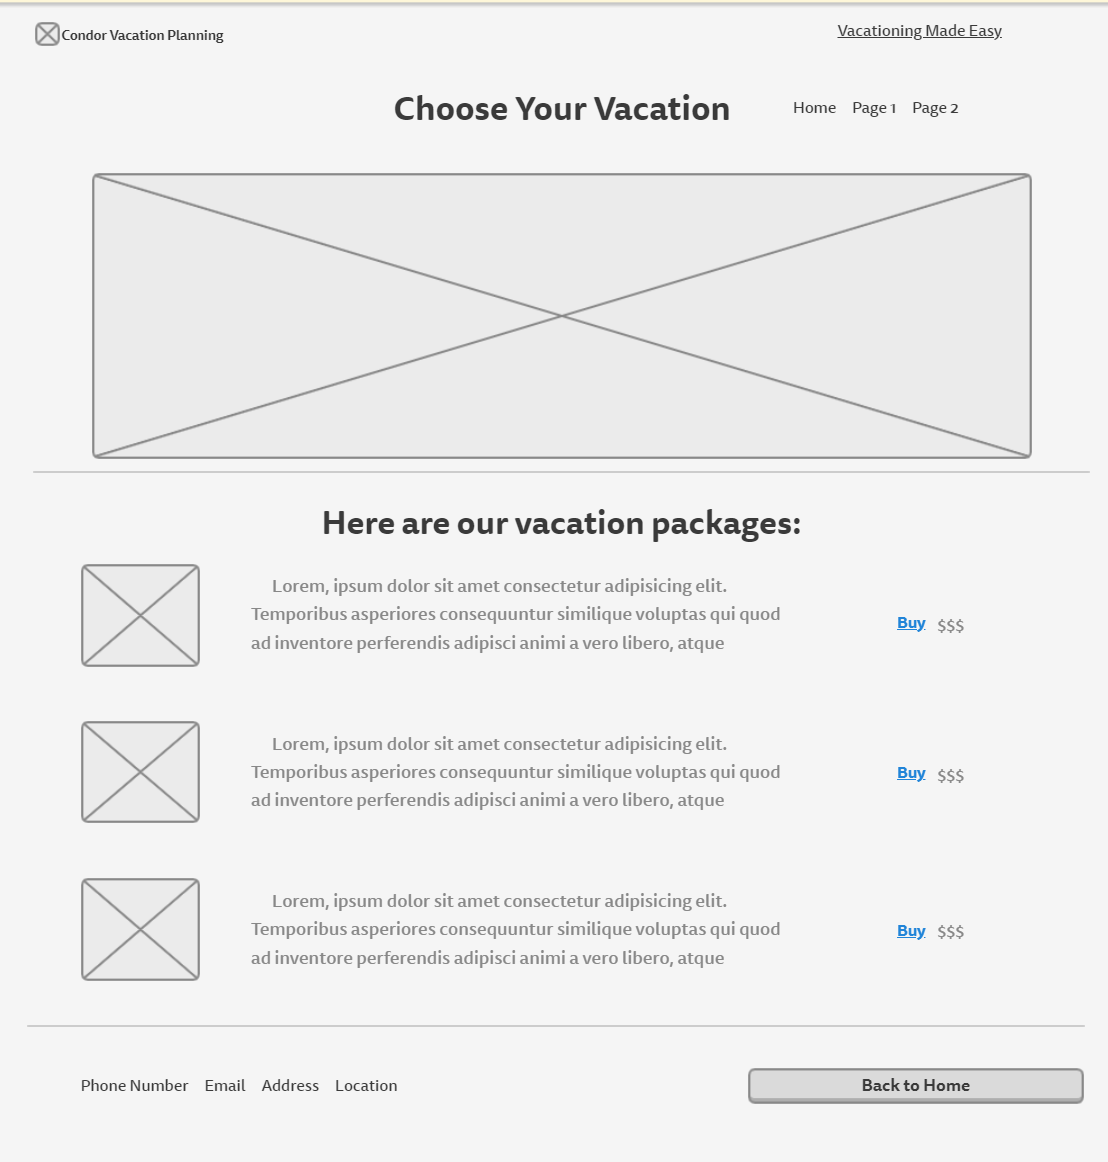 Condor Vacation Planning
Vacationing Made Easy
Choose Your Vacation
Home Page 1 Page 2
Here are our vacation packages:
Lorem, ipsum dolor sit amet consectetur adipisicing elit.
Temporibus asperiores consequuntur similique voluptas qui quod
ad inventore perferendis adipisci animi a vero libero, atque
Buy $$$
Lorem, ipsum dolor sit amet consectetur adipisicing elit.
Temporibus asperiores consequuntur similique voluptas qui quod
ad inventore perferendis adipisci animi a vero libero, atque
Buy $$$
Lorem, ipsum dolor sit amet consectetur adipisicing elit.
Temporibus asperiores consequuntur similique voluptas qui quod
ad inventore perferendis adipisci animi a vero libero, atque
Buy $$$
Phone Number Email Address Location
Back to Home